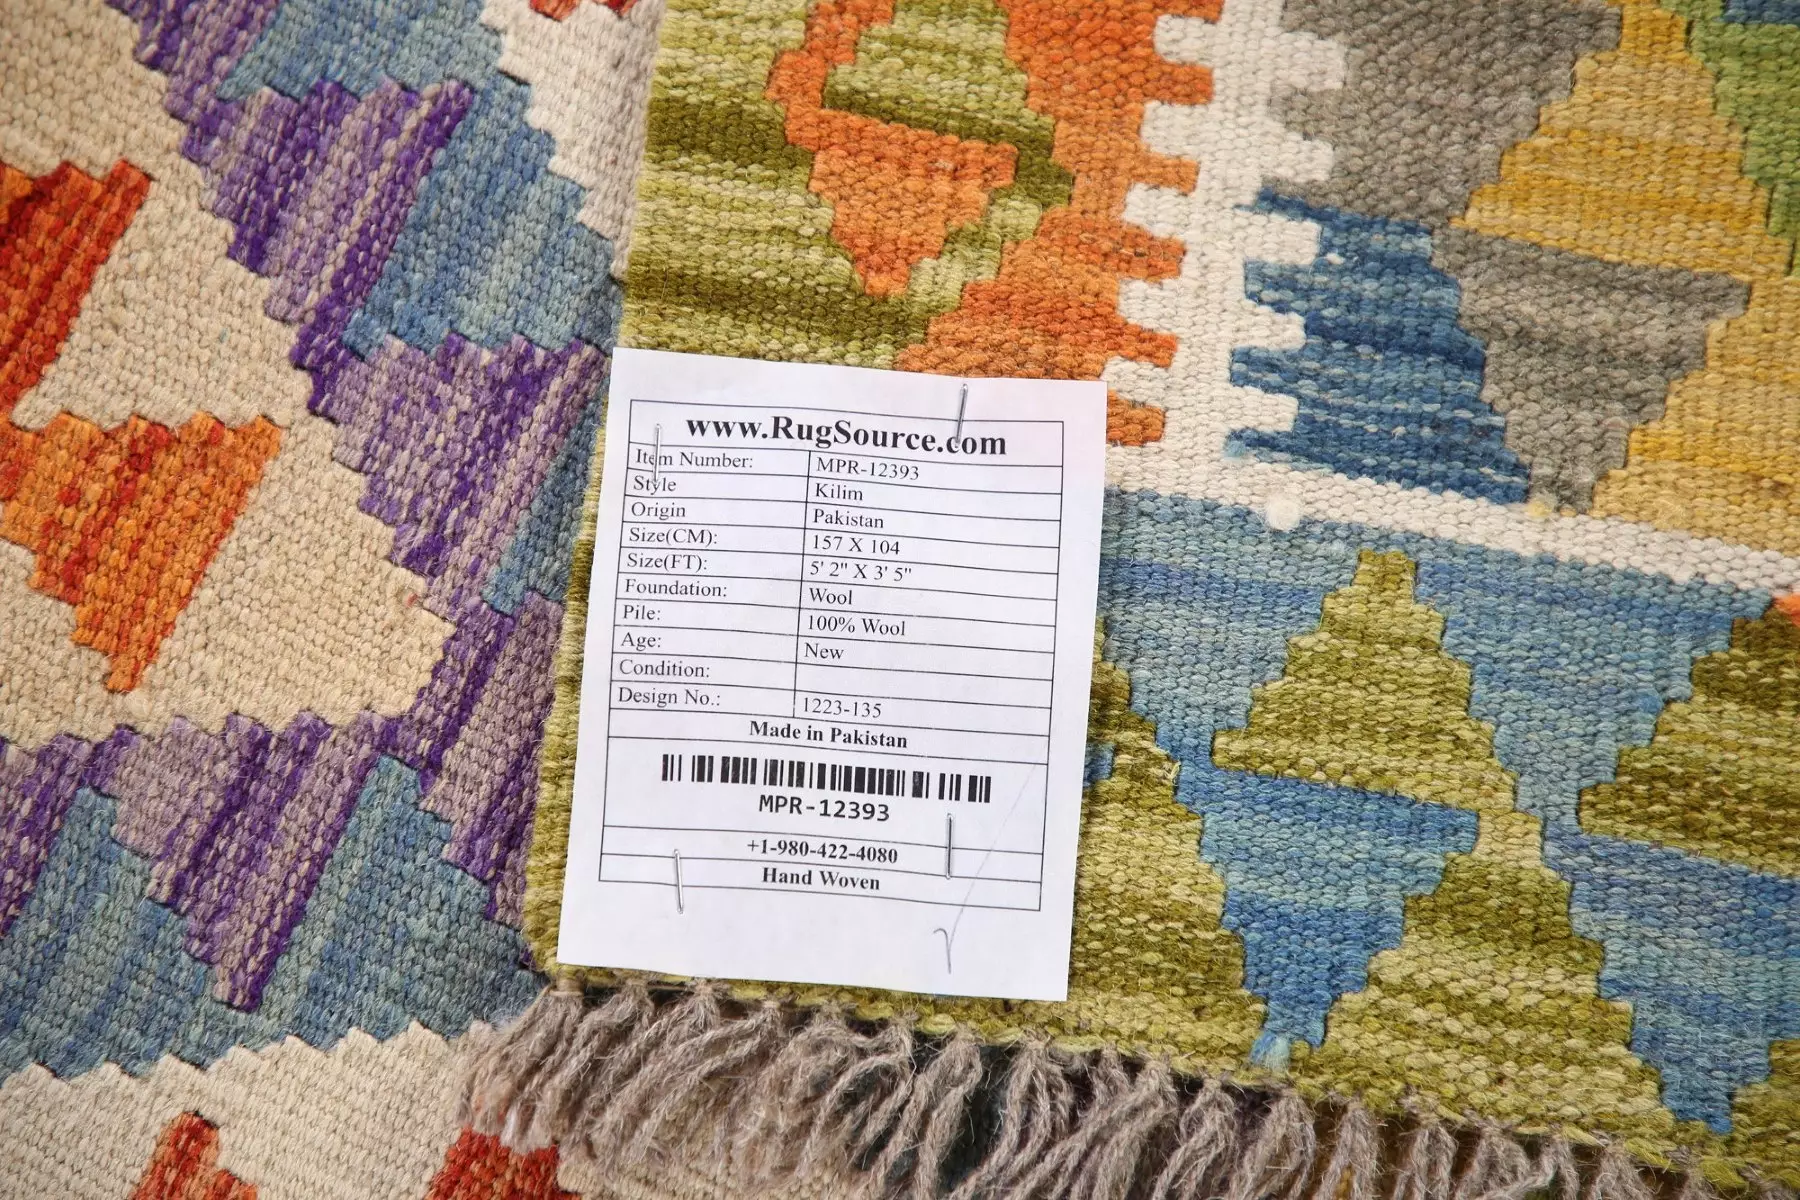 www.RugSource.com
Item Number: MPR-12393
Style Kilim
Origin Pakistan
Size(CM): 157 X 104
Size(FT): 5' 2" X 3' 5"
Foundation: Wool
Pile: 100% Wool
Age: New
Condition:
Design No.: 1223-135
Made in Pakistan
MPR-12393
+1-980-422-4080
Hand Woven